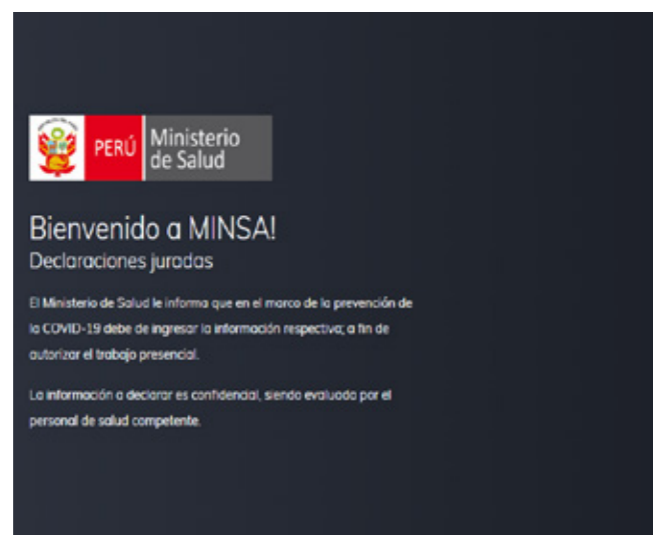 PERÚ
Ministerio
de Salud
Bienvenido a MINSA!
Declaraciones juradas
El Ministerio de Salud le informa que en el marco de la prevención de
la COVID-19 debe de ingresar la información respectiva; a fin de
autorizar el trabajo presencial.
La información a declarar es confidencial, siendo evaluada por el
personal de salud competente.